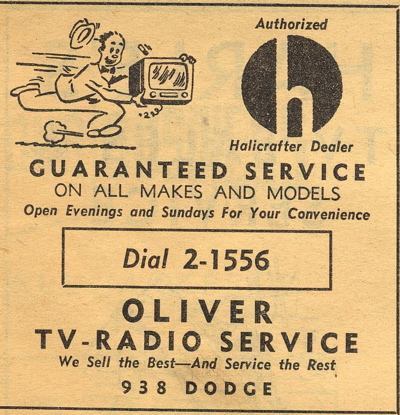 Authorized
h
Halicrafter Dealer
GUARANTEED SERVICE
ON ALL MAKES AND MODELS
Open Evenings and Sundays For Your Convenience
Dial 2-1556
OLIVER
TV-RADIO SERVICE
We Sell the Best—And Service the Rest
938 DODGE